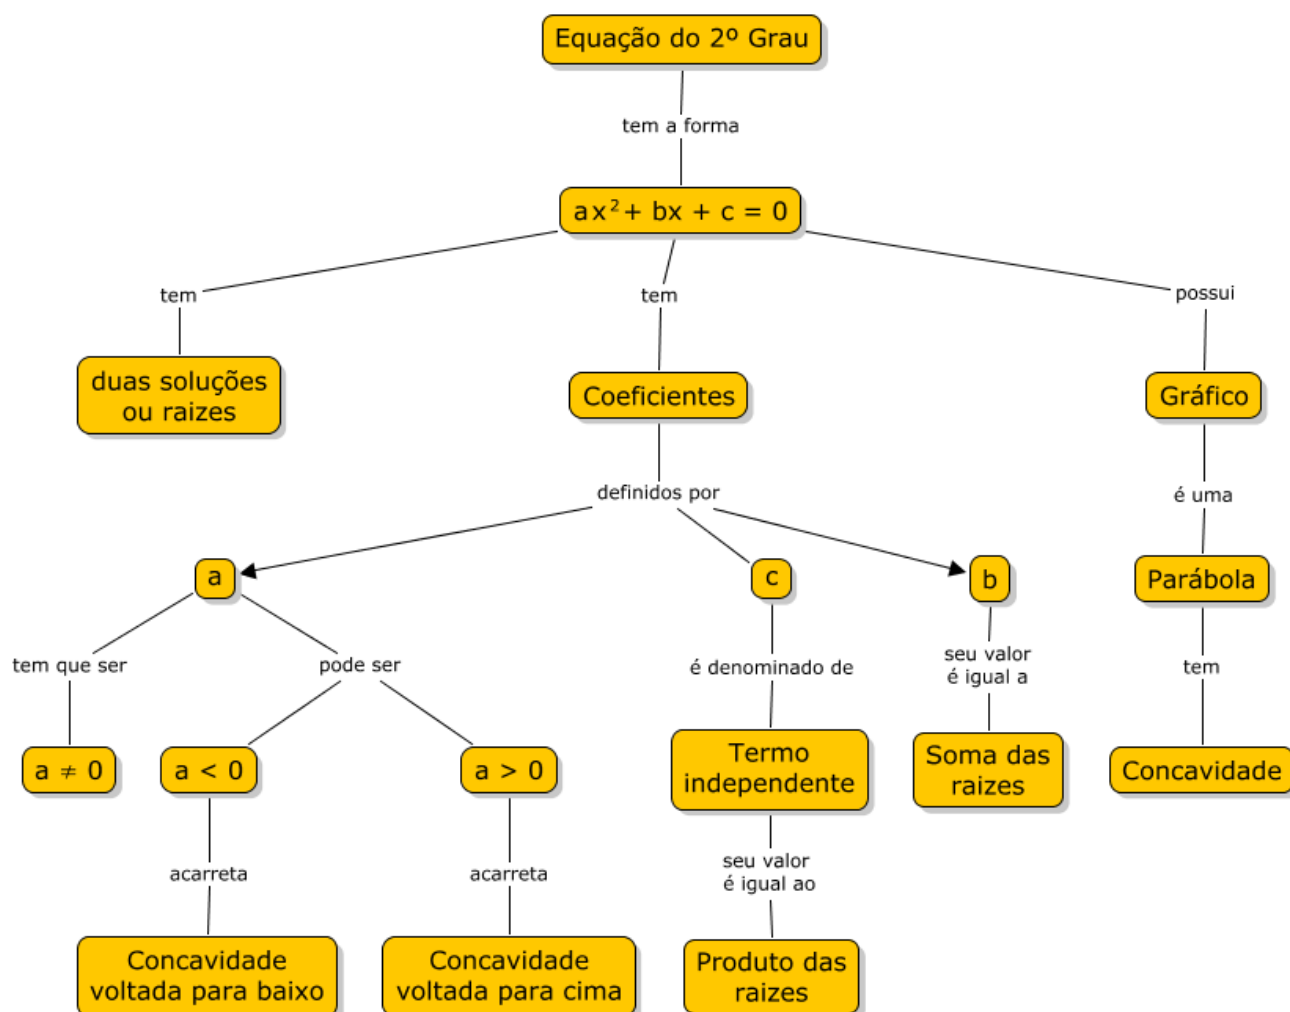 Equação do 2º Grau
tem a forma
ax²+ bx + c = 0
tem
tem
possui
duas soluções
ou raizes
Coeficientes
Gráfico
definidos por
é uma
a
c
b
Parábola
tem que ser
pode ser
é denominado de
seu valor
é igual a
tem
a ≠ 0
a < 0
a > 0
Termo
independente
Soma das
raizes
Concavidade
acarreta
acarreta
seu valor
é igual ao
Concavidade
voltada para baixo
Concavidade
voltada para cima
Produto das
raizes